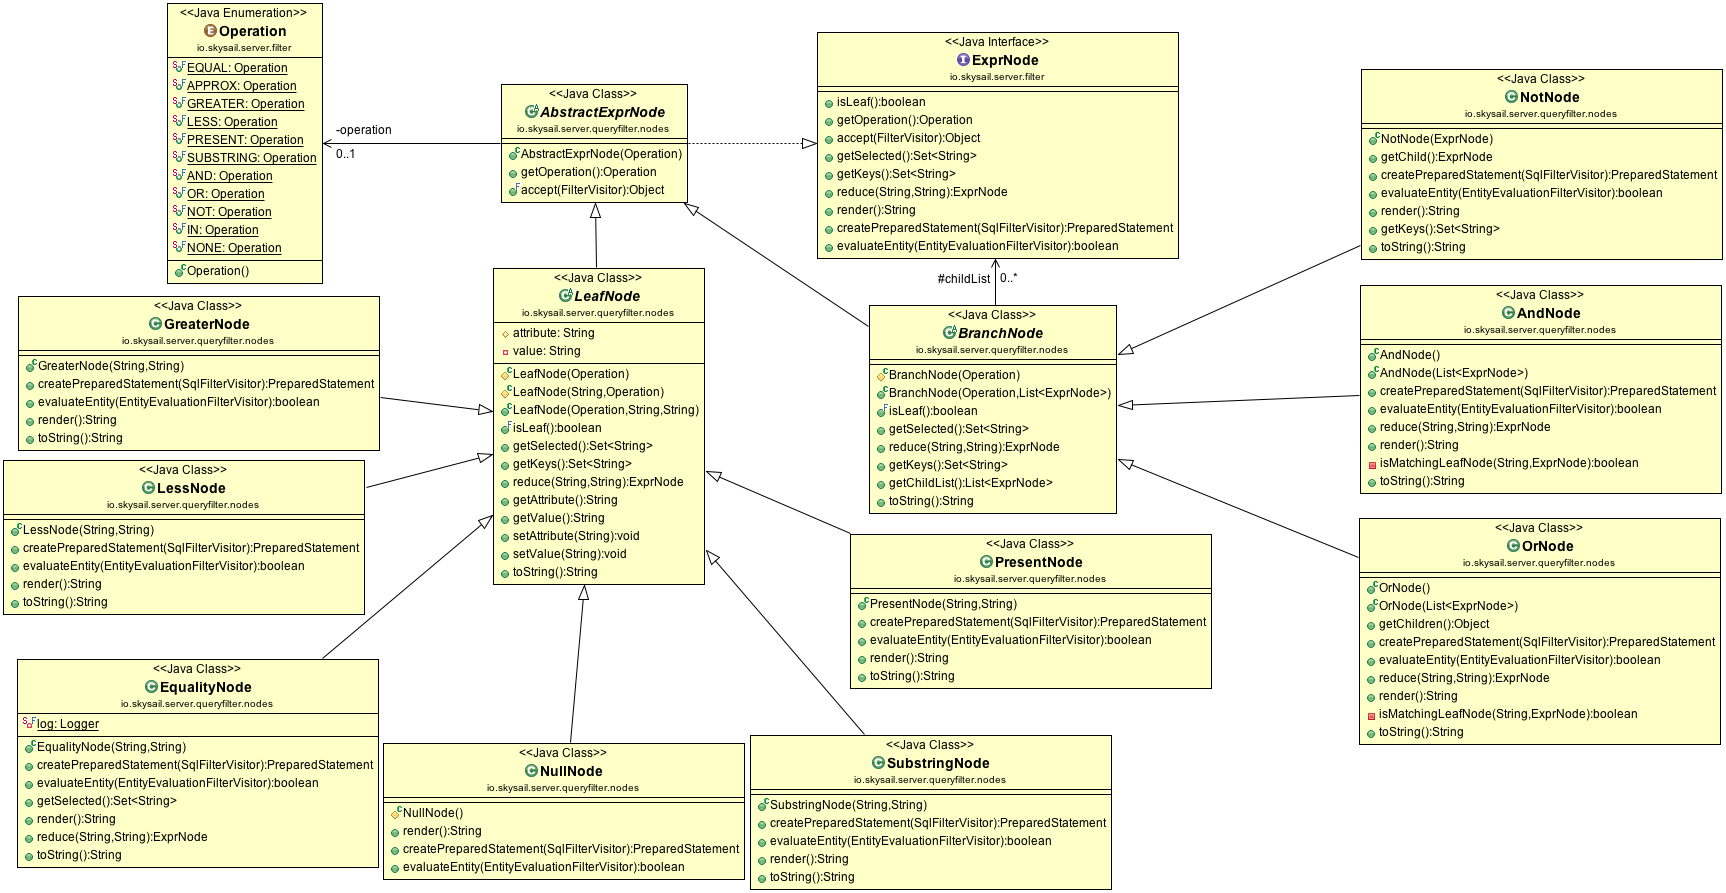 <<Java Enumeration>>
Operation
io.skysail.server.filter
EQUAL: Operation
APPROX: Operation
GREATER: Operation
LESS: Operation
PRESENT: Operation
SUBSTRING: Operation
AND: Operation
OR: Operation
NOT: Operation
IN: Operation
NONE: Operation
Operation()
-operation
0..1
<<Java Class>>
AbstractExprNode
io.skysail.server.queryfilter.nodes
AbstractExprNode(Operation)
getOperation():Operation
accept(FilterVisitor):Object
<<Java Interface>>
ExprNode
io.skysail.server.filter
isLeaf():boolean
getOperation():Operation
accept(FilterVisitor):Object
getSelected():Set<String>
getKeys():Set<String>
reduce(String,String):ExprNode
render():String
createPreparedStatement(SqlFilterVisitor):PreparedStatement
evaluateEntity(EntityEvaluationFilterVisitor):boolean
#childList
0..*
<<Java Class>>
NotNode
io.skysail.server.queryfilter.nodes
NotNode(ExprNode)
getChild():ExprNode
createPreparedStatement(SqlFilterVisitor):PreparedStatement
evaluateEntity(EntityEvaluationFilterVisitor):boolean
render():String
getKeys():Set<String>
toString():String
<<Java Class>>
GreaterNode
io.skysail.server.queryfilter.nodes
GreaterNode(String,String)
createPreparedStatement(SqlFilterVisitor):PreparedStatement
evaluateEntity(EntityEvaluationFilterVisitor):boolean
render():String
toString():String
<<Java Class>>
LeafNode
io.skysail.server.queryfilter.nodes
attribute: String
value: String
LeafNode(Operation)
LeafNode(String,Operation)
LeafNode(Operation,String,String)
isLeaf():boolean
getSelected():Set<String>
getKeys():Set<String>
reduce(String,String):ExprNode
getAttribute():String
getValue():String
setAttribute(String):void
setValue(String):void
toString():String
<<Java Class>>
BranchNode
io.skysail.server.queryfilter.nodes
BranchNode(Operation)
BranchNode(Operation,List<ExprNode>)
isLeaf():boolean
getSelected():Set<String>
reduce(String,String):ExprNode
getKeys():Set<String>
getChildList():List<ExprNode>
toString():String
<<Java Class>>
AndNode
io.skysail.server.queryfilter.nodes
AndNode()
AndNode(List<ExprNode>)
createPreparedStatement(SqlFilterVisitor):PreparedStatement
evaluateEntity(EntityEvaluationFilterVisitor):boolean
reduce(String,String):ExprNode
render():String
isMatchingLeafNode(String,ExprNode):boolean
toString():String
<<Java Class>>
LessNode
io.skysail.server.queryfilter.nodes
LessNode(String,String)
createPreparedStatement(SqlFilterVisitor):PreparedStatement
evaluateEntity(EntityEvaluationFilterVisitor):boolean
render():String
toString():String
<<Java Class>>
PresentNode
io.skysail.server.queryfilter.nodes
PresentNode(String,String)
createPreparedStatement(SqlFilterVisitor):PreparedStatement
evaluateEntity(EntityEvaluationFilterVisitor):boolean
render():String
toString():String
<<Java Class>>
OrNode
io.skysail.server.queryfilter.nodes
OrNode()
OrNode(List<ExprNode>)
getChildren():Object
createPreparedStatement(SqlFilterVisitor):PreparedStatement
evaluateEntity(EntityEvaluationFilterVisitor):boolean
reduce(String,String):ExprNode
render():String
isMatchingLeafNode(String,ExprNode):boolean
toString():String
<<Java Class>>
EqualityNode
io.skysail.server.queryfilter.nodes
log: Logger
EqualityNode(String,String)
createPreparedStatement(SqlFilterVisitor):PreparedStatement
evaluateEntity(EntityEvaluationFilterVisitor):boolean
getSelected():Set<String>
render():String
reduce(String,String):ExprNode
toString():String
<<Java Class>>
NullNode
io.skysail.server.queryfilter.nodes
NullNode()
render():String
createPreparedStatement(SqlFilterVisitor):PreparedStatement
evaluateEntity(EntityEvaluationFilterVisitor):boolean
<<Java Class>>
SubstringNode
io.skysail.server.queryfilter.nodes
SubstringNode(String,String)
createPreparedStatement(SqlFilterVisitor):PreparedStatement
evaluateEntity(EntityEvaluationFilterVisitor):boolean
render():String
toString():String